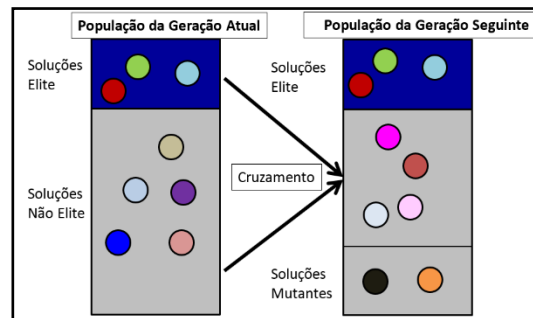 População da Geração Atual
População da Geração Seguinte
Soluções
Elite
Soluções
Elite
Cruzamento
Soluções
Não Elite
Soluções
Mutantes